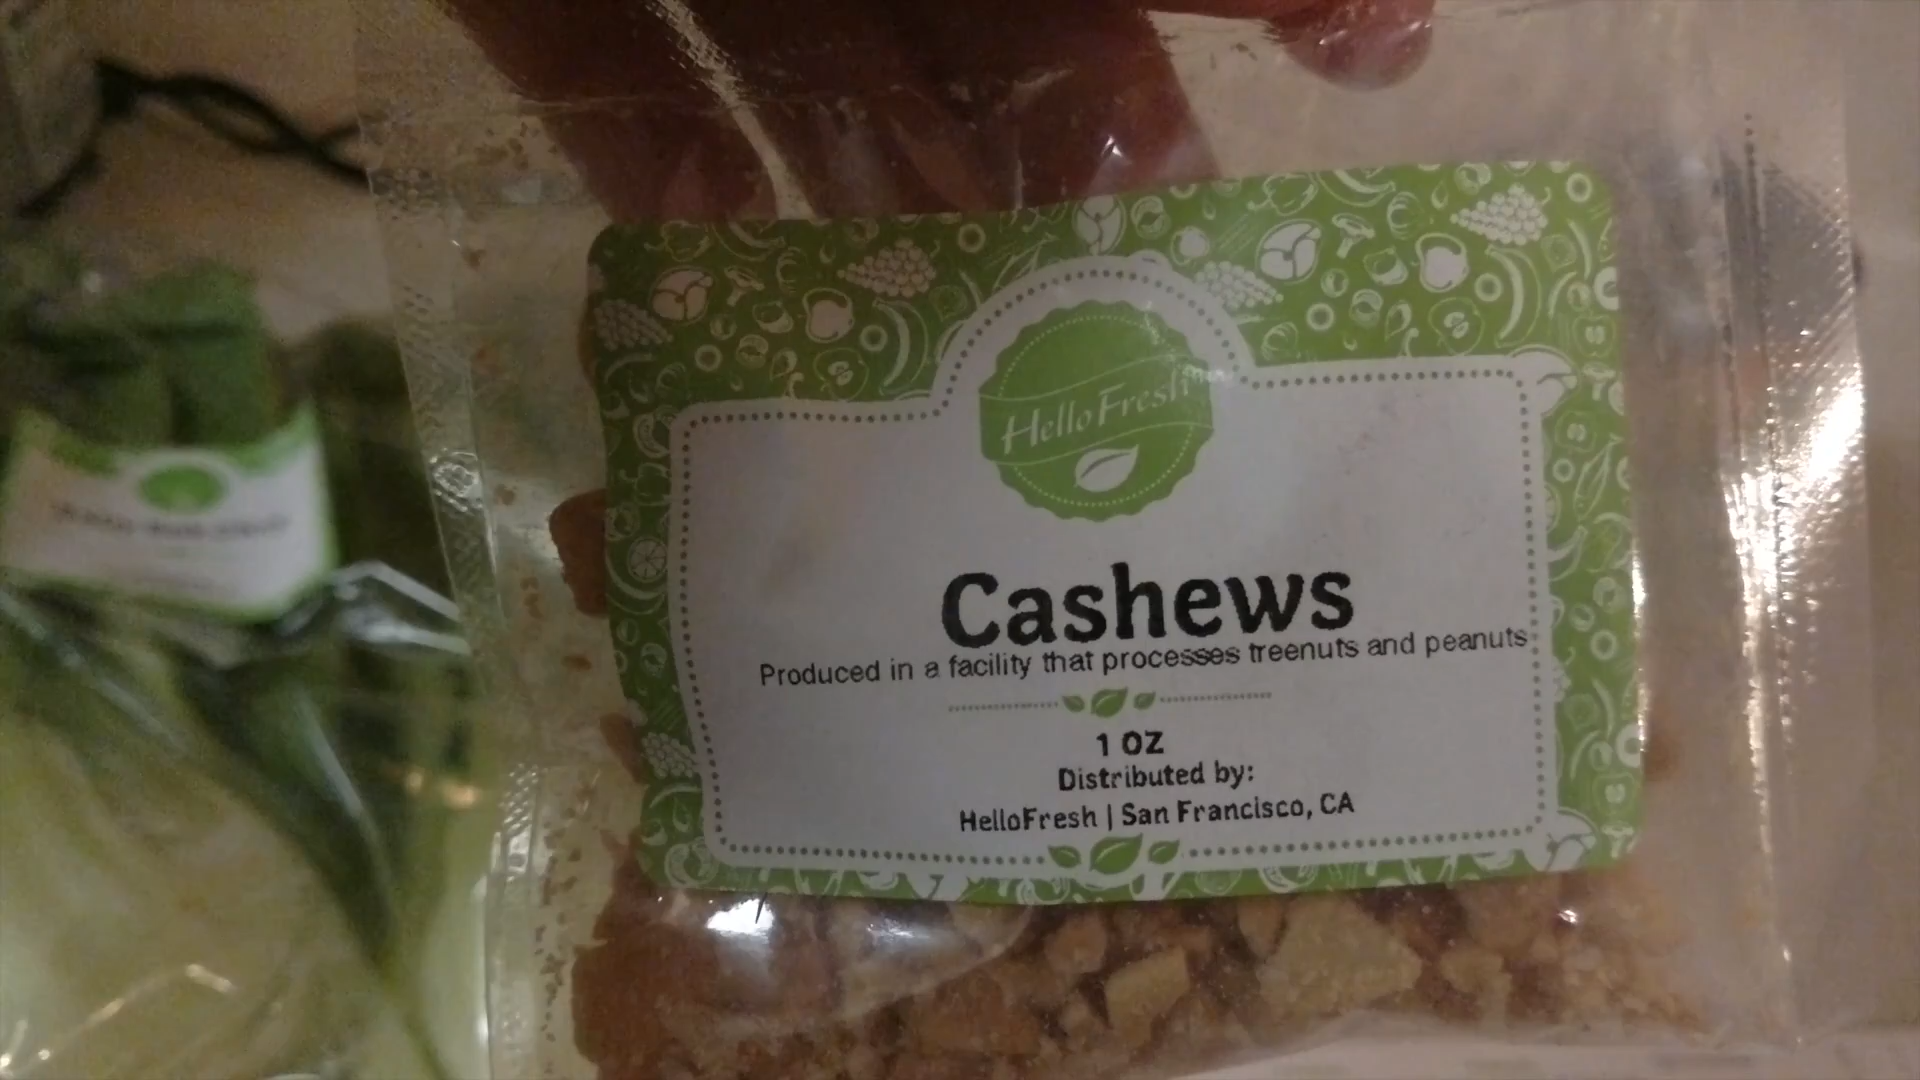 HelloFresh
Cashews
Produced in a facility that processes treenuts and peanuts
1 OZ
Distributed by:
HelloFresh | San Francisco, CA